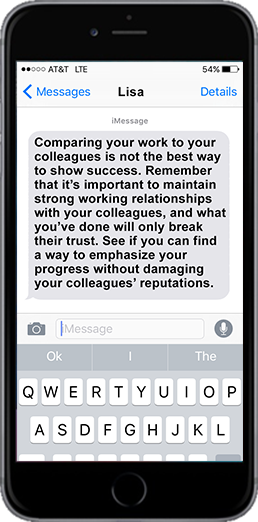 AT&T LTE 54%
Messages Lisa Details
iMessage
Comparing your work to your
colleagues is not the best way
to show success. Remember
that it's important to maintain
strong working relationships
with your colleagues, and what
you've done will only break
their trust. See if you can find
a way to emphasize your
progress without damaging
your colleagues' reputations.
iMessage
Ok I The
Q W E R T Y U I O P
A S D F G H J K L